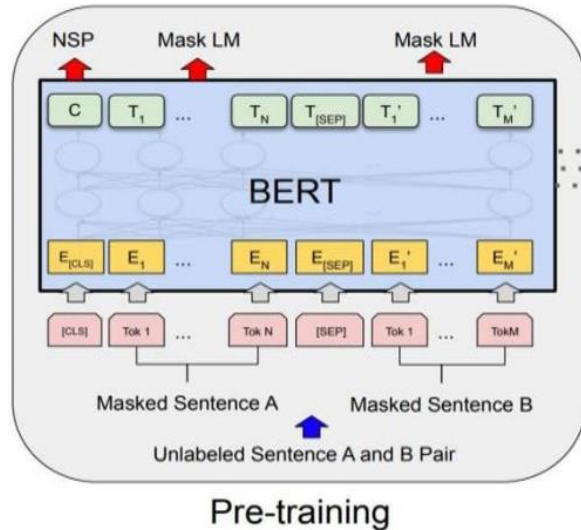 NSP Mask LM Mask LM
C T1 ... TN T[SEP] T1' ... TM'
BERT
E[CLS] E1 ... EN E[SEP] E1' ... EM'
[CLS] Tok 1 ... Tok N [SEP] Tok 1 ... TokM
Masked Sentence A Masked Sentence B
Unlabeled Sentence A and B Pair
Pre-training